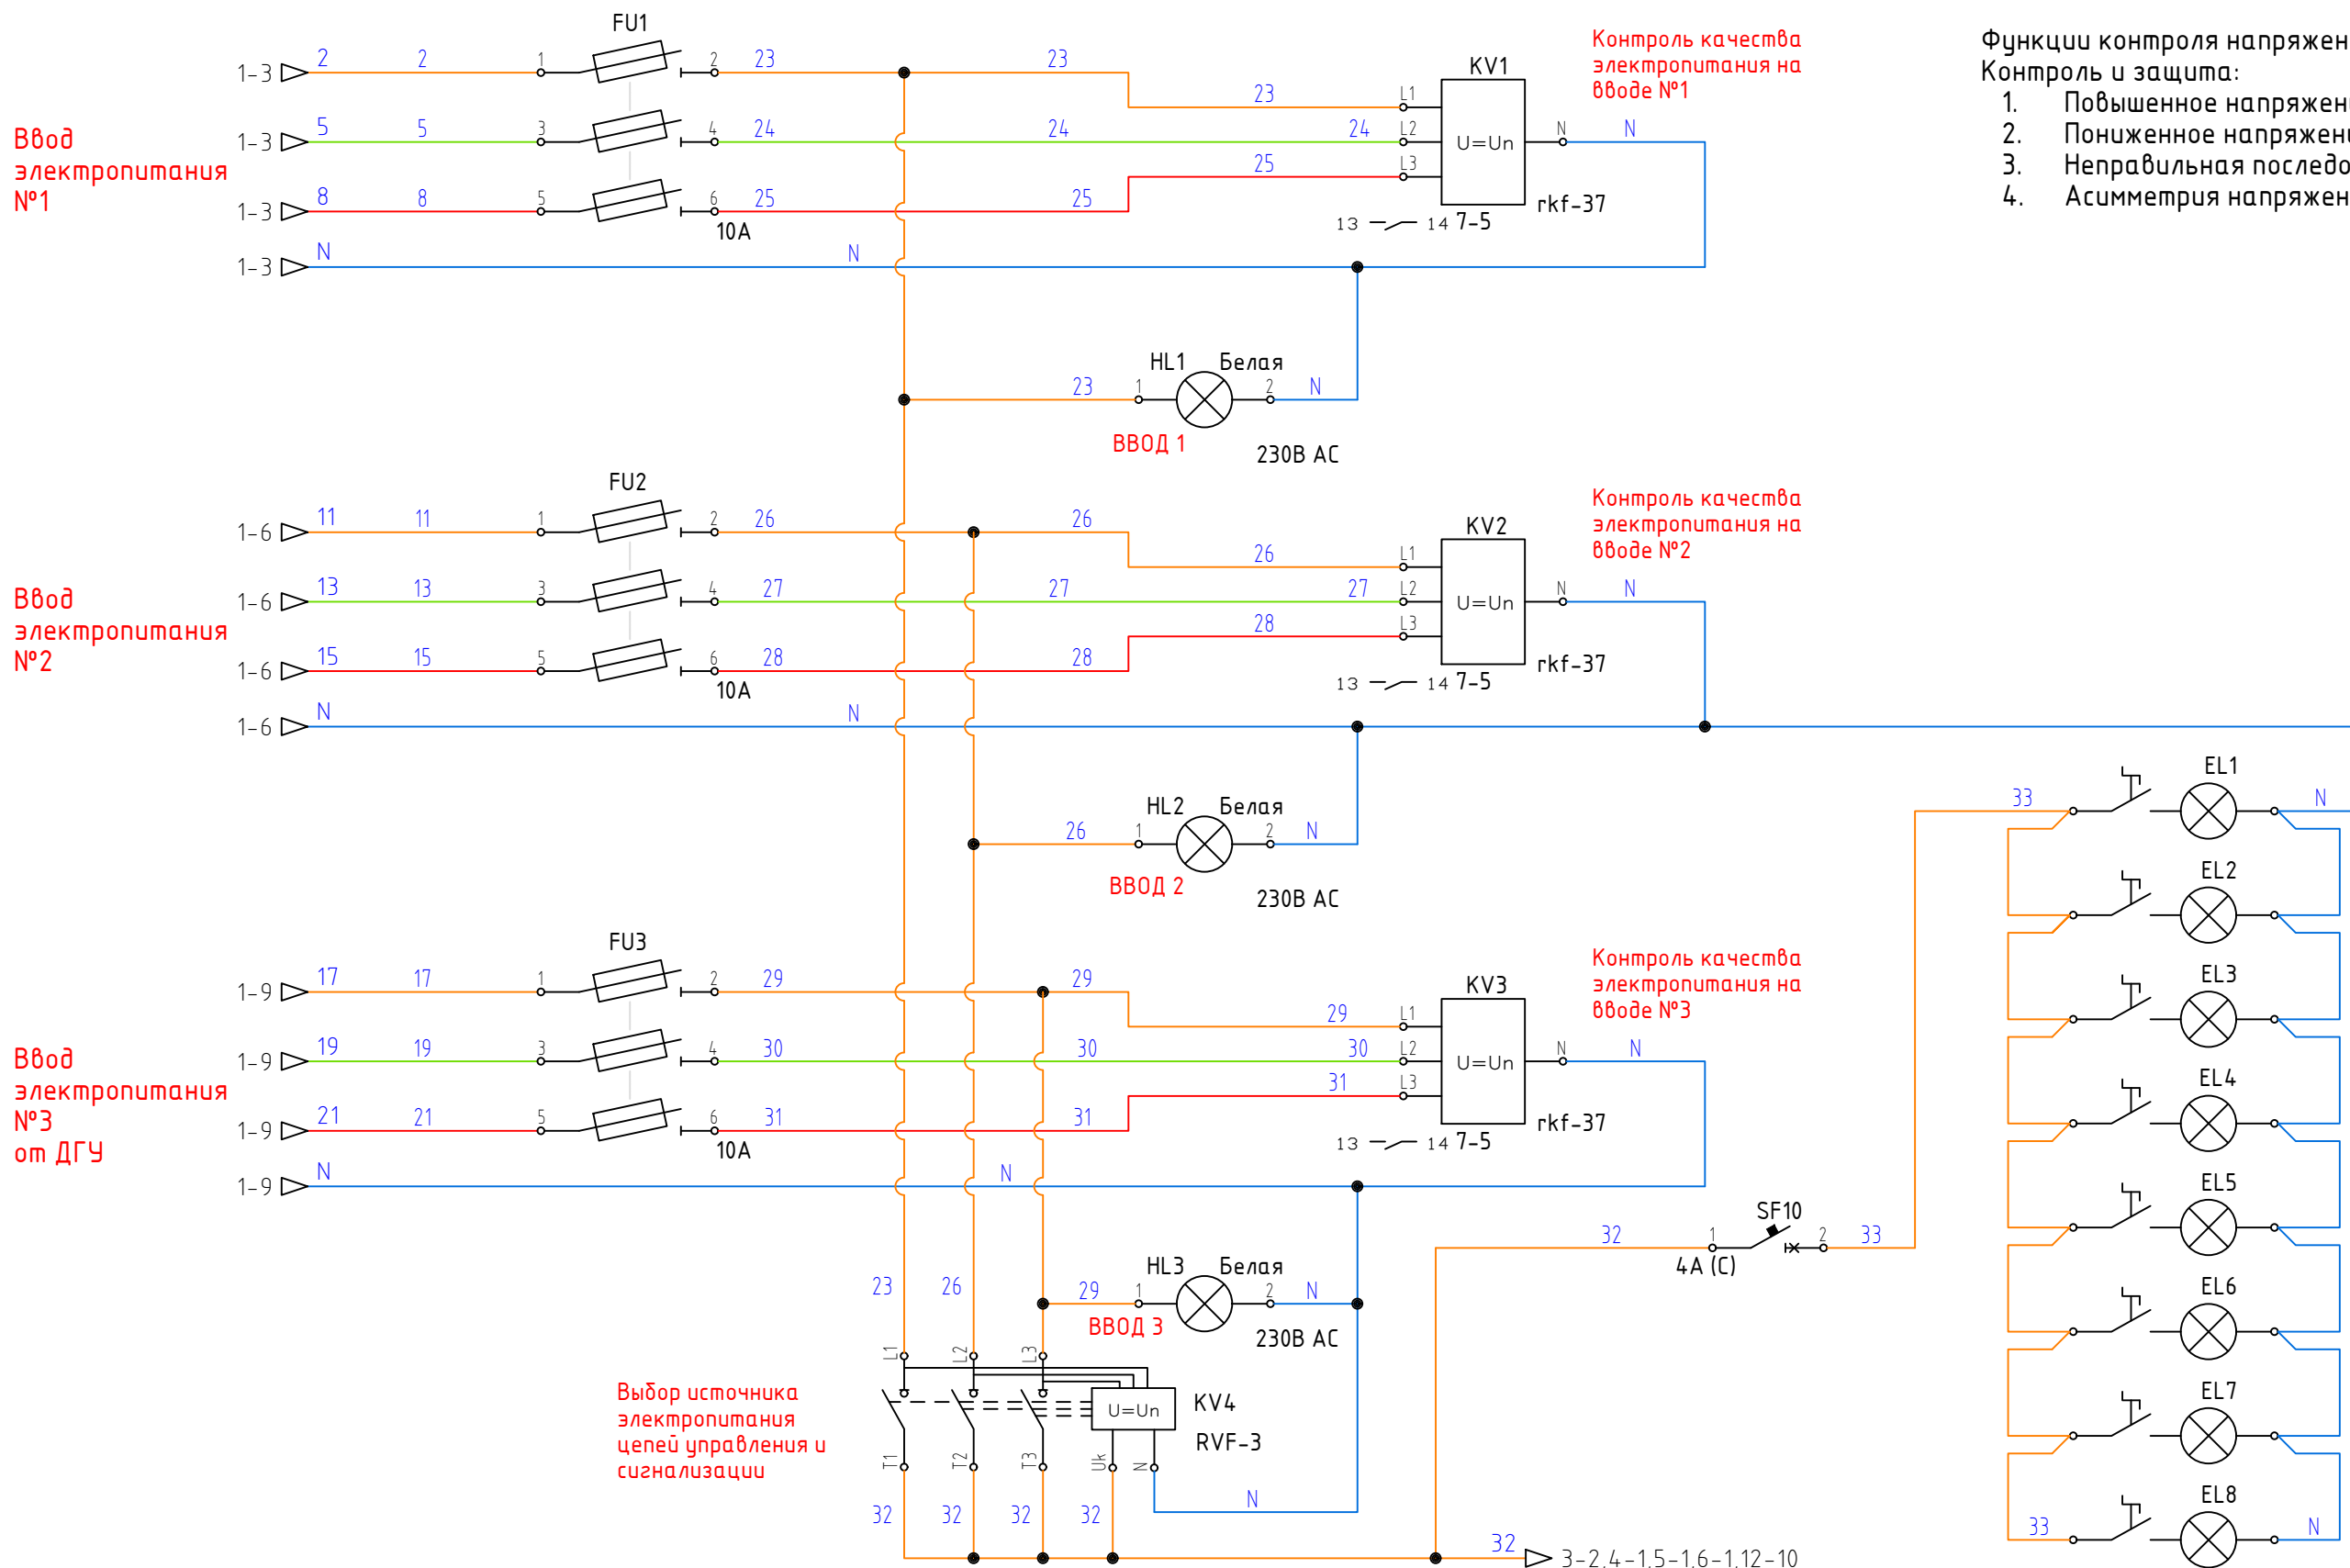 FU1
1-3 2 2 1 2 23 23
1-3 5 5 3 4 24 24 24
1-3 8 8 5 6 25 25 25
23
10А
1-3 N N
Ввод
электропитания
№1
KV1
L1
L2
L3
U=Un
N N
rkf-37
13 14 7-5
Контроль качества
электропитания на
вводе №1
Функции контроля напряжен
Контроль и защита:
1. Повышенное напряжен
2. Пониженное напряжен
3. Неправильная последо
4. Асимметрия напряжен
HL1 Белая
23 1 2 N
ВВОД 1
230В AC
FU2
1-6 11 11 1 2 26 26
1-6 13 13 3 4 27 27 27
1-6 15 15 5 6 28 28 28
26
10А
1-6 N N
Ввод
электропитания
№2
KV2
L1
L2
L3
U=Un
N N
rkf-37
13 14 7-5
Контроль качества
электропитания на
вводе №2
HL2 Белая
26 1 2 N
ВВОД 2
230В AC
FU3
1-9 17 17 1 2 29 29 29
1-9 19 19 3 4 30 30 30
1-9 21 21 5 6 31 31 31
10А
1-9 N N
Ввод
электропитания
№3
от ДГУ
KV3
L1
L2
L3
U=Un
N N
rkf-37
13 14 7-5
Контроль качества
электропитания на
вводе №3
HL3 Белая
29 1 2 N
ВВОД 3
230В AC
23 26
L1 L2 L3
Выбор источника
электропитания
цепей управления и
сигнализации
U=Un
KV4
RVF-3
T1 T2 T3 Uk N
32 32 32 32 N
32 3-2,4-1,5-1,6-1,12-10
SF10
32 1 2 33
4А (C)
33 EL1 N
EL2
EL3
EL4
EL5
EL6
EL7
EL8
33 N